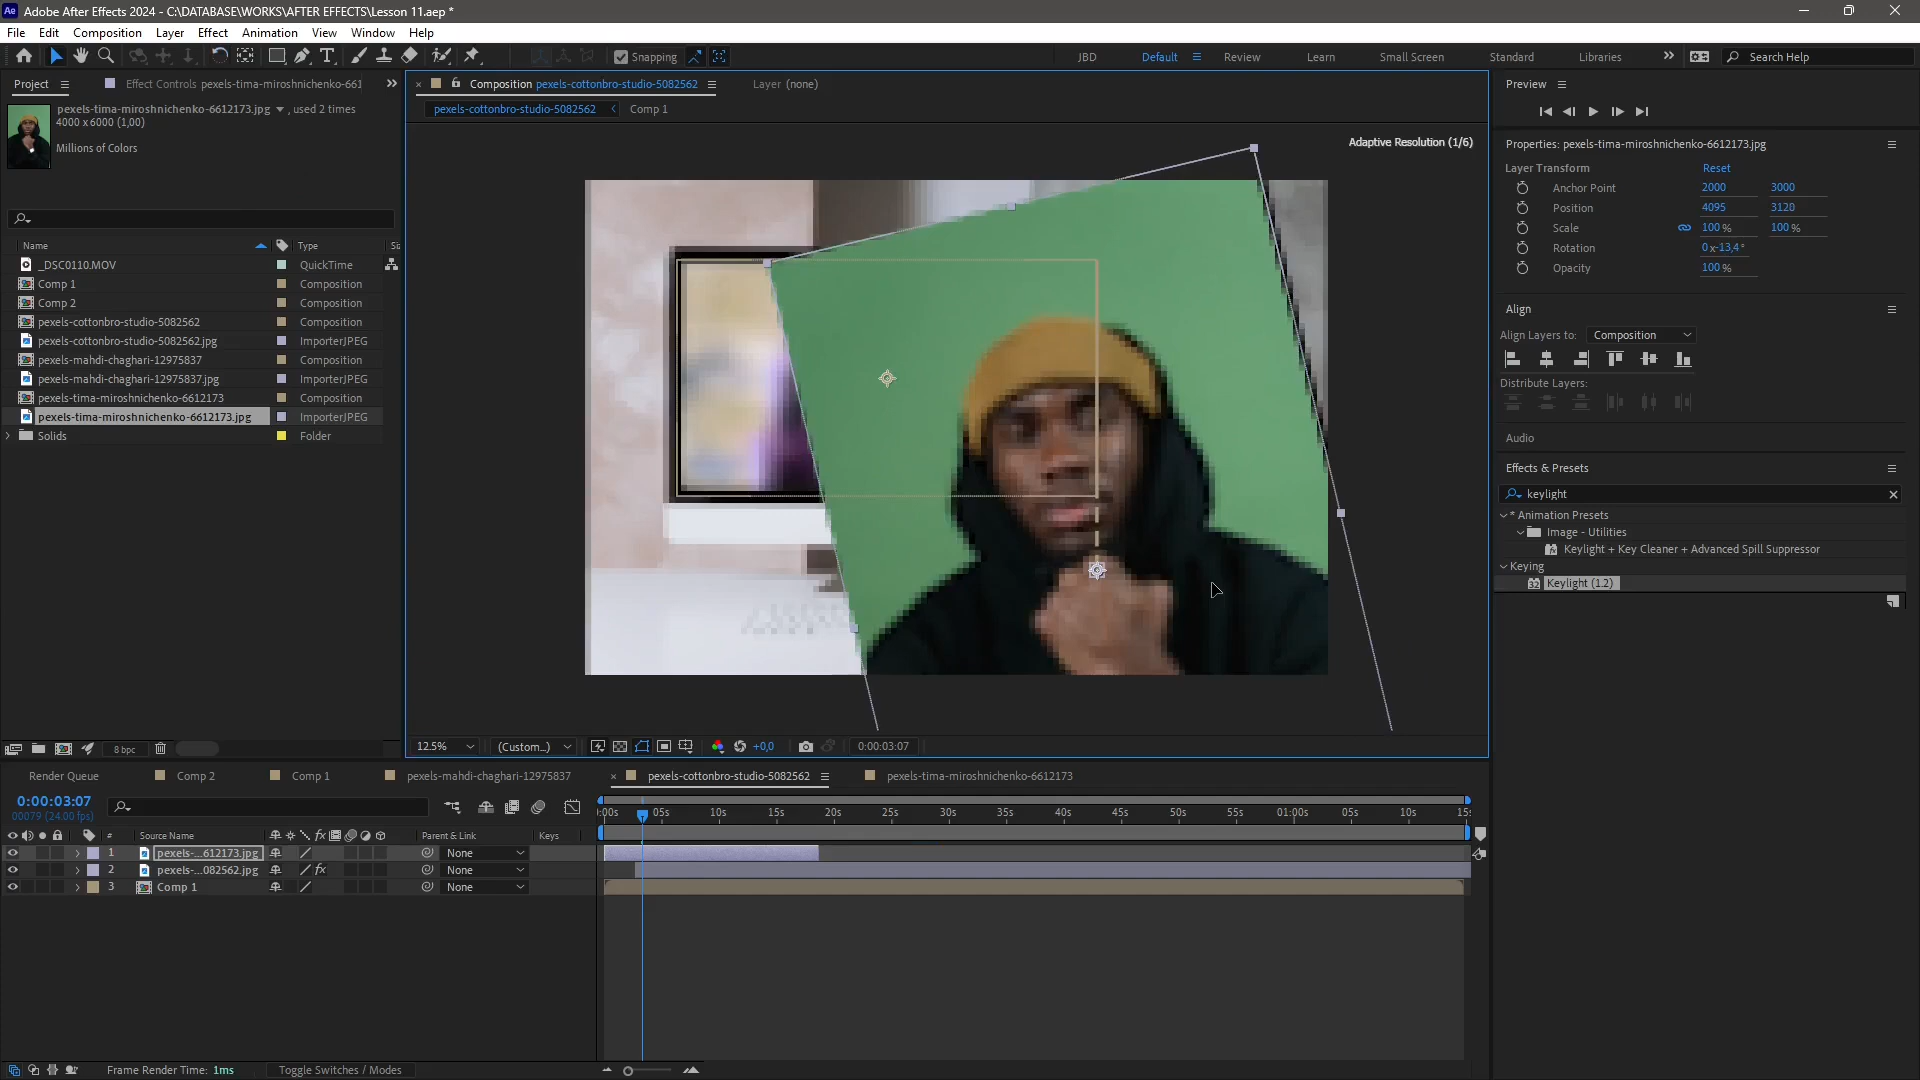 Ae Adobe After Effects 2024 - C:\DATABASE\WORKS\AFTER EFFECTS\Lesson 11.aep *
File Edit Composition Layer Effect Animation View Window Help
Snapping JBD Default Review Learn Small Screen Standard Libraries Search Help
Project Effect Controls pexels-tima-miroshnichenko-661
pexels-tima-miroshnichenko-6612173.jpg , used 2 times
4000 x 6000 (1,00)
Millions of Colors
Name Type Siz
_DSC0110.MOV QuickTime
Comp 1 Composition
Comp 2 Composition
pexels-cottonbro-studio-5082562 Composition
pexels-cottonbro-studio-5082562.jpg ImporterJPEG
pexels-mahdi-chaghari-12975837 Composition
pexels-mahdi-chaghari-12975837.jpg ImporterJPEG
pexels-tima-miroshnichenko-6612173 Composition
pexels-tima-miroshnichenko-6612173.jpg ImporterJPEG
Solids Folder
8 bpc
Composition pexels-cottonbro-studio-5082562 Layer (none)
pexels-cottonbro-studio-5082562 Comp 1
Adaptive Resolution (1/6)
12.5% (Custom...) +0,0 0:00:03:07
Preview
Properties: pexels-tima-miroshnichenko-6612173.jpg
Layer Transform Reset
Anchor Point 2000 3000
Position 4095 3120
Scale 100 % 100 %
Rotation 0 x-13,4 °
Opacity 100 %
Align
Align Layers to: Composition
Distribute Layers:
Audio
Effects & Presets
keylight
* Animation Presets
Image - Utilities
Keylight + Key Cleaner + Advanced Spill Suppressor
Keying
32 Keylight (1.2)
Render Queue Comp 2 Comp 1 pexels-mahdi-chaghari-12975837 pexels-cottonbro-studio-5082562 pexels-tima-miroshnichenko-6612173
0:00:03:07
00079 (24.00 fps)
:00s 05s 10s 15s 20s 25s 30s 35s 40s 45s 50s 55s 01:00s 05s 10s 15s
# Source Name fx Parent & Link Keys
1 pexels-...612173.jpg None
2 pexels-...082562.jpg fx None
3 Comp 1 None
Frame Render Time: 1ms Toggle Switches / Modes